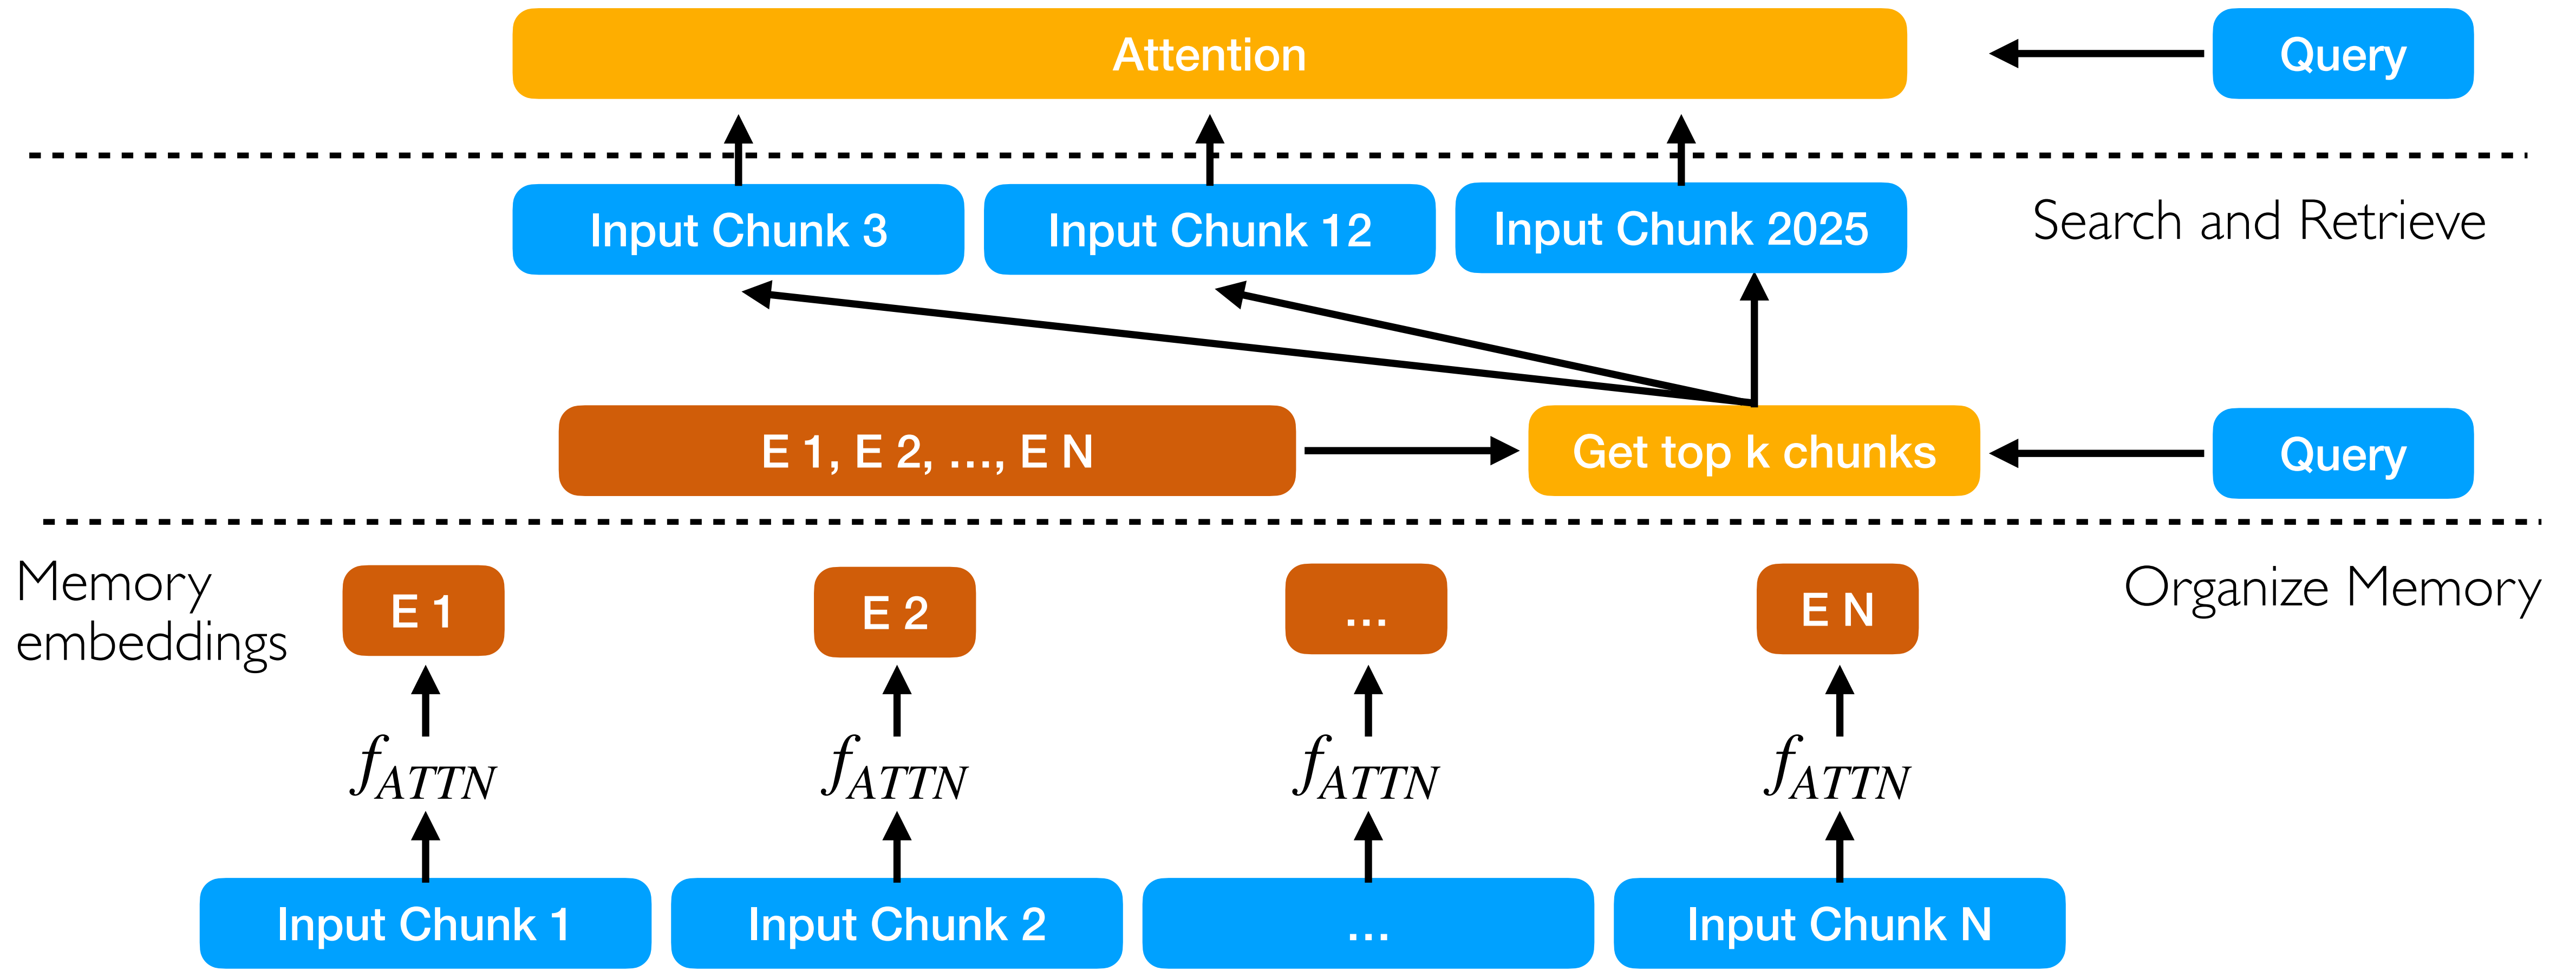 Attention
Query
Input Chunk 3
Input Chunk 12
Input Chunk 2025
Search and Retrieve
E 1, E 2, ..., E N
Get top k chunks
Query
Memory
embeddings
E 1
E 2
...
E N
Organize Memory
f_ATTN
f_ATTN
f_ATTN
f_ATTN
Input Chunk 1
Input Chunk 2
...
Input Chunk N